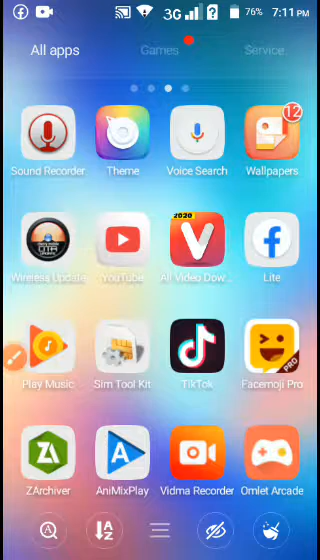 3G ? 76% 7:11 PM
All apps Games Service
12
Sound Recorder Theme Voice Search Wallpapers
2020
Wireless Update YouTube All Video Dow... Lite
Play Music Sim Tool Kit TikTok Facemoji Pro
PRO
ZArchiver AniMixPlay Vidma Recorder Omlet Arcade
A A Z